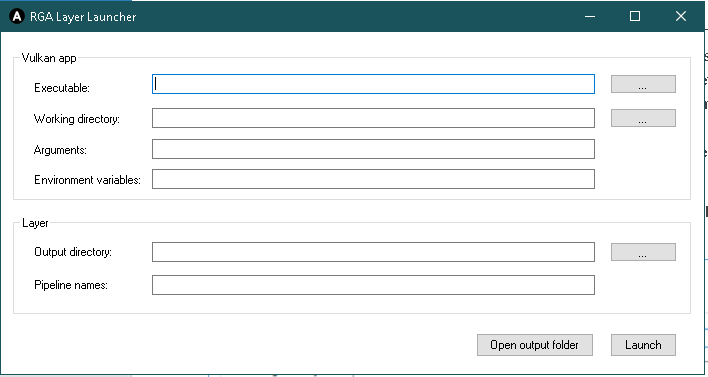 A RGA Layer Launcher
Vulkan app
Executable: ...
Working directory: ...
Arguments:
Environment variables:
Layer
Output directory: ...
Pipeline names:
Open output folder Launch